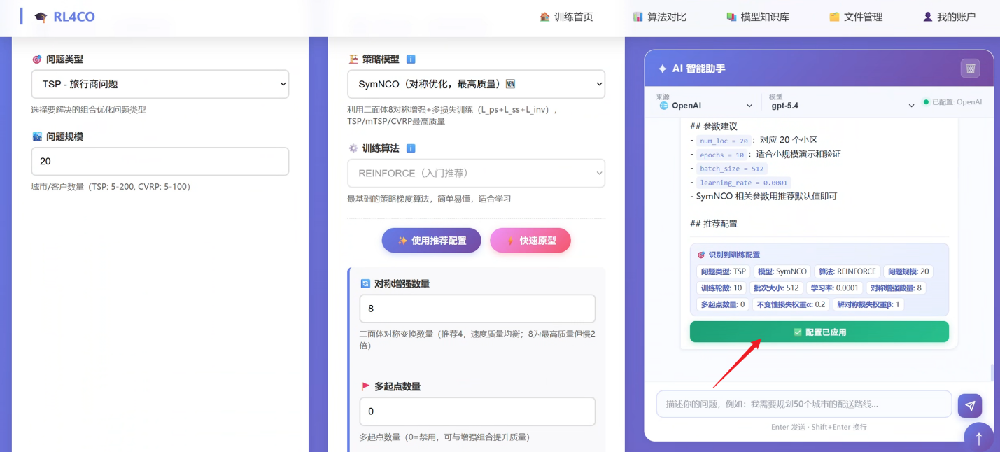 RL4CO
训练首页
算法对比
模型知识库
文件管理
我的账户
问题类型
TSP - 旅行商问题
选择要解决的组合优化问题类型
问题规模
20
城市/客户数量（TSP: 5-200, CVRP: 5-100）
策略模型
SymNCO（对称优化，最高质量）🆕
利用二面体8对称增强+多损失训练（L_ps+L_ss+L_inv），
TSP/mTSP/CVRP最高质量
训练算法
REINFORCE（入门推荐）
最基础的策略梯度算法，简单易懂，适合学习
使用推荐配置
快速原型
对称增强数量
8
二面体对称变换数量（推荐4，速度质量均衡；8为最高质量但慢2
倍）
多起点数量
0
多起点数量（0=禁用，可与增强组合提升质量）
AI 智能助手
来源
OpenAI
模型
gpt-5.4
已配置: OpenAI
## 参数建议
- num_loc = 20 ：对应 20 个小区
- epochs = 10 ：适合小规模演示和验证
- batch_size = 512
- learning_rate = 0.0001
- SymNCO 相关参数用推荐默认值即可
## 推荐配置
识别到训练配置
问题类型: TSP 模型: SymNCO 算法: REINFORCE 问题规模: 20
训练轮数: 10 批次大小: 512 学习率: 0.0001 对称增强数量: 8
多起点数量: 0 不变性损失权重α: 0.2 解对称损失权重β: 1
配置已应用
描述你的问题，例如：我需要规划50个城市的配送路线...
Enter 发送 · Shift+Enter 换行